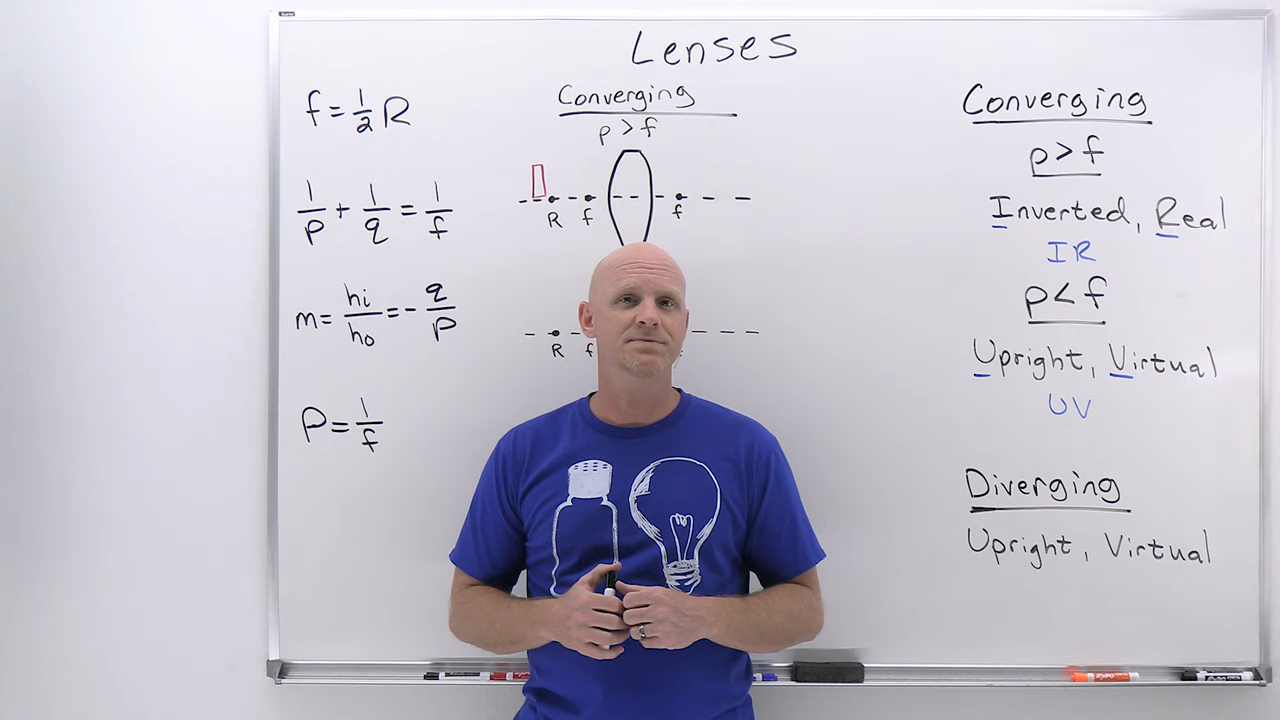 Lenses
f = 1/2 R
1/p + 1/q = 1/f
m = hi/ho = - q/p
P = 1/f
Converging
p > f
R f f
R f
Converging
p > f
Inverted, Real
IR
p < f
Upright, Virtual
UV
Diverging
Upright, Virtual
EXPO